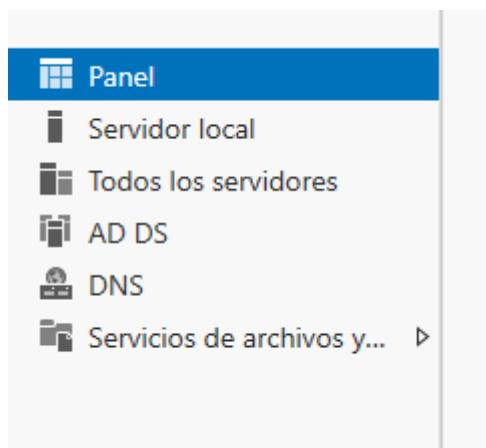 Panel
Servidor local
Todos los servidores
AD DS
DNS
Servicios de archivos y...